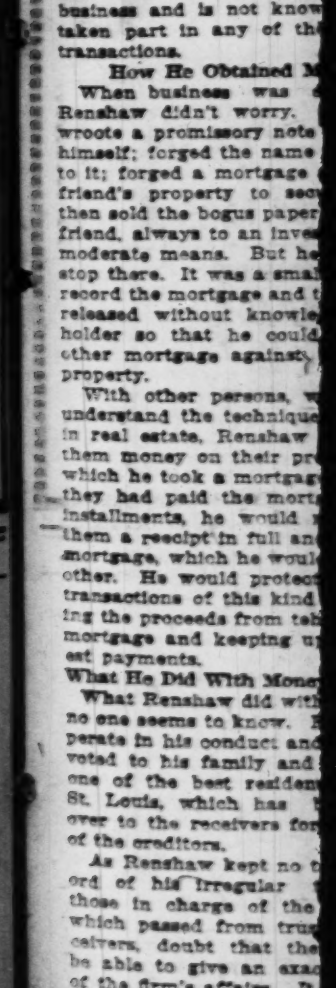 business and is not know
taken part in any of th
transactions.
How He Obtained M
When business was
Renshaw didn't worry.
wroote a promissory note
himself; forged the name
to it; forged a mortgage
friend's property to secu
then sold the bogus paper
friend, always to an inves
moderate means. But he
stop there. It was a smal
record the mortgage and t
released without knowle
holder so that he could
other mortgage against
property.
With other persons, w
understand the technique
in real estate, Renshaw
them money on their pr
which he took a mortgag
they had paid the mort
installments, he would
them a reecipt in full an
mortgage, which he woul
other. He would protect
transactions of this kind
ing the proceeds from teh
mortgage and keeping u
est payments.
What He Did With Mone
What Renshaw did with
no one seems to know.
perate in his conduct and
voted to his family and
one of the best residen
St. Louis, which has
over to the receivers for
of the creditors.
As Renshaw kept no
ord of his irregular
those in charge of the
which passed from trus
ceivers, doubt that the
be able to give an exac
of the firm's affairs.